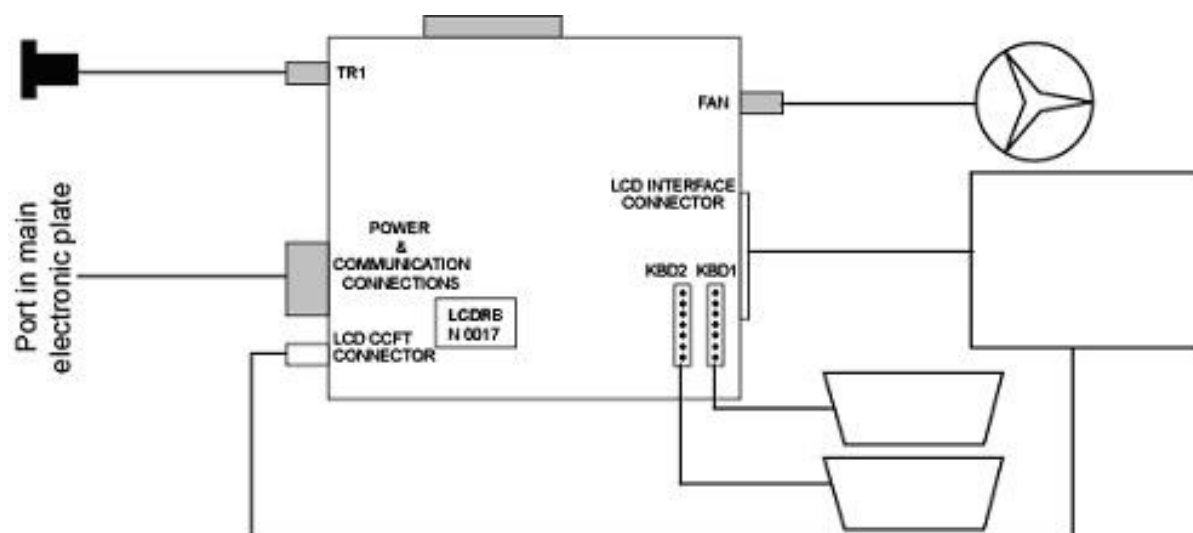 TR1
FAN
Port in main
electronic plate
LCD INTERFACE
CONNECTOR
POWER
&
COMMUNICATION
CONNECTIONS
KBD2 KBD1
LCDRB
N 0017
LCD CCFT
CONNECTOR